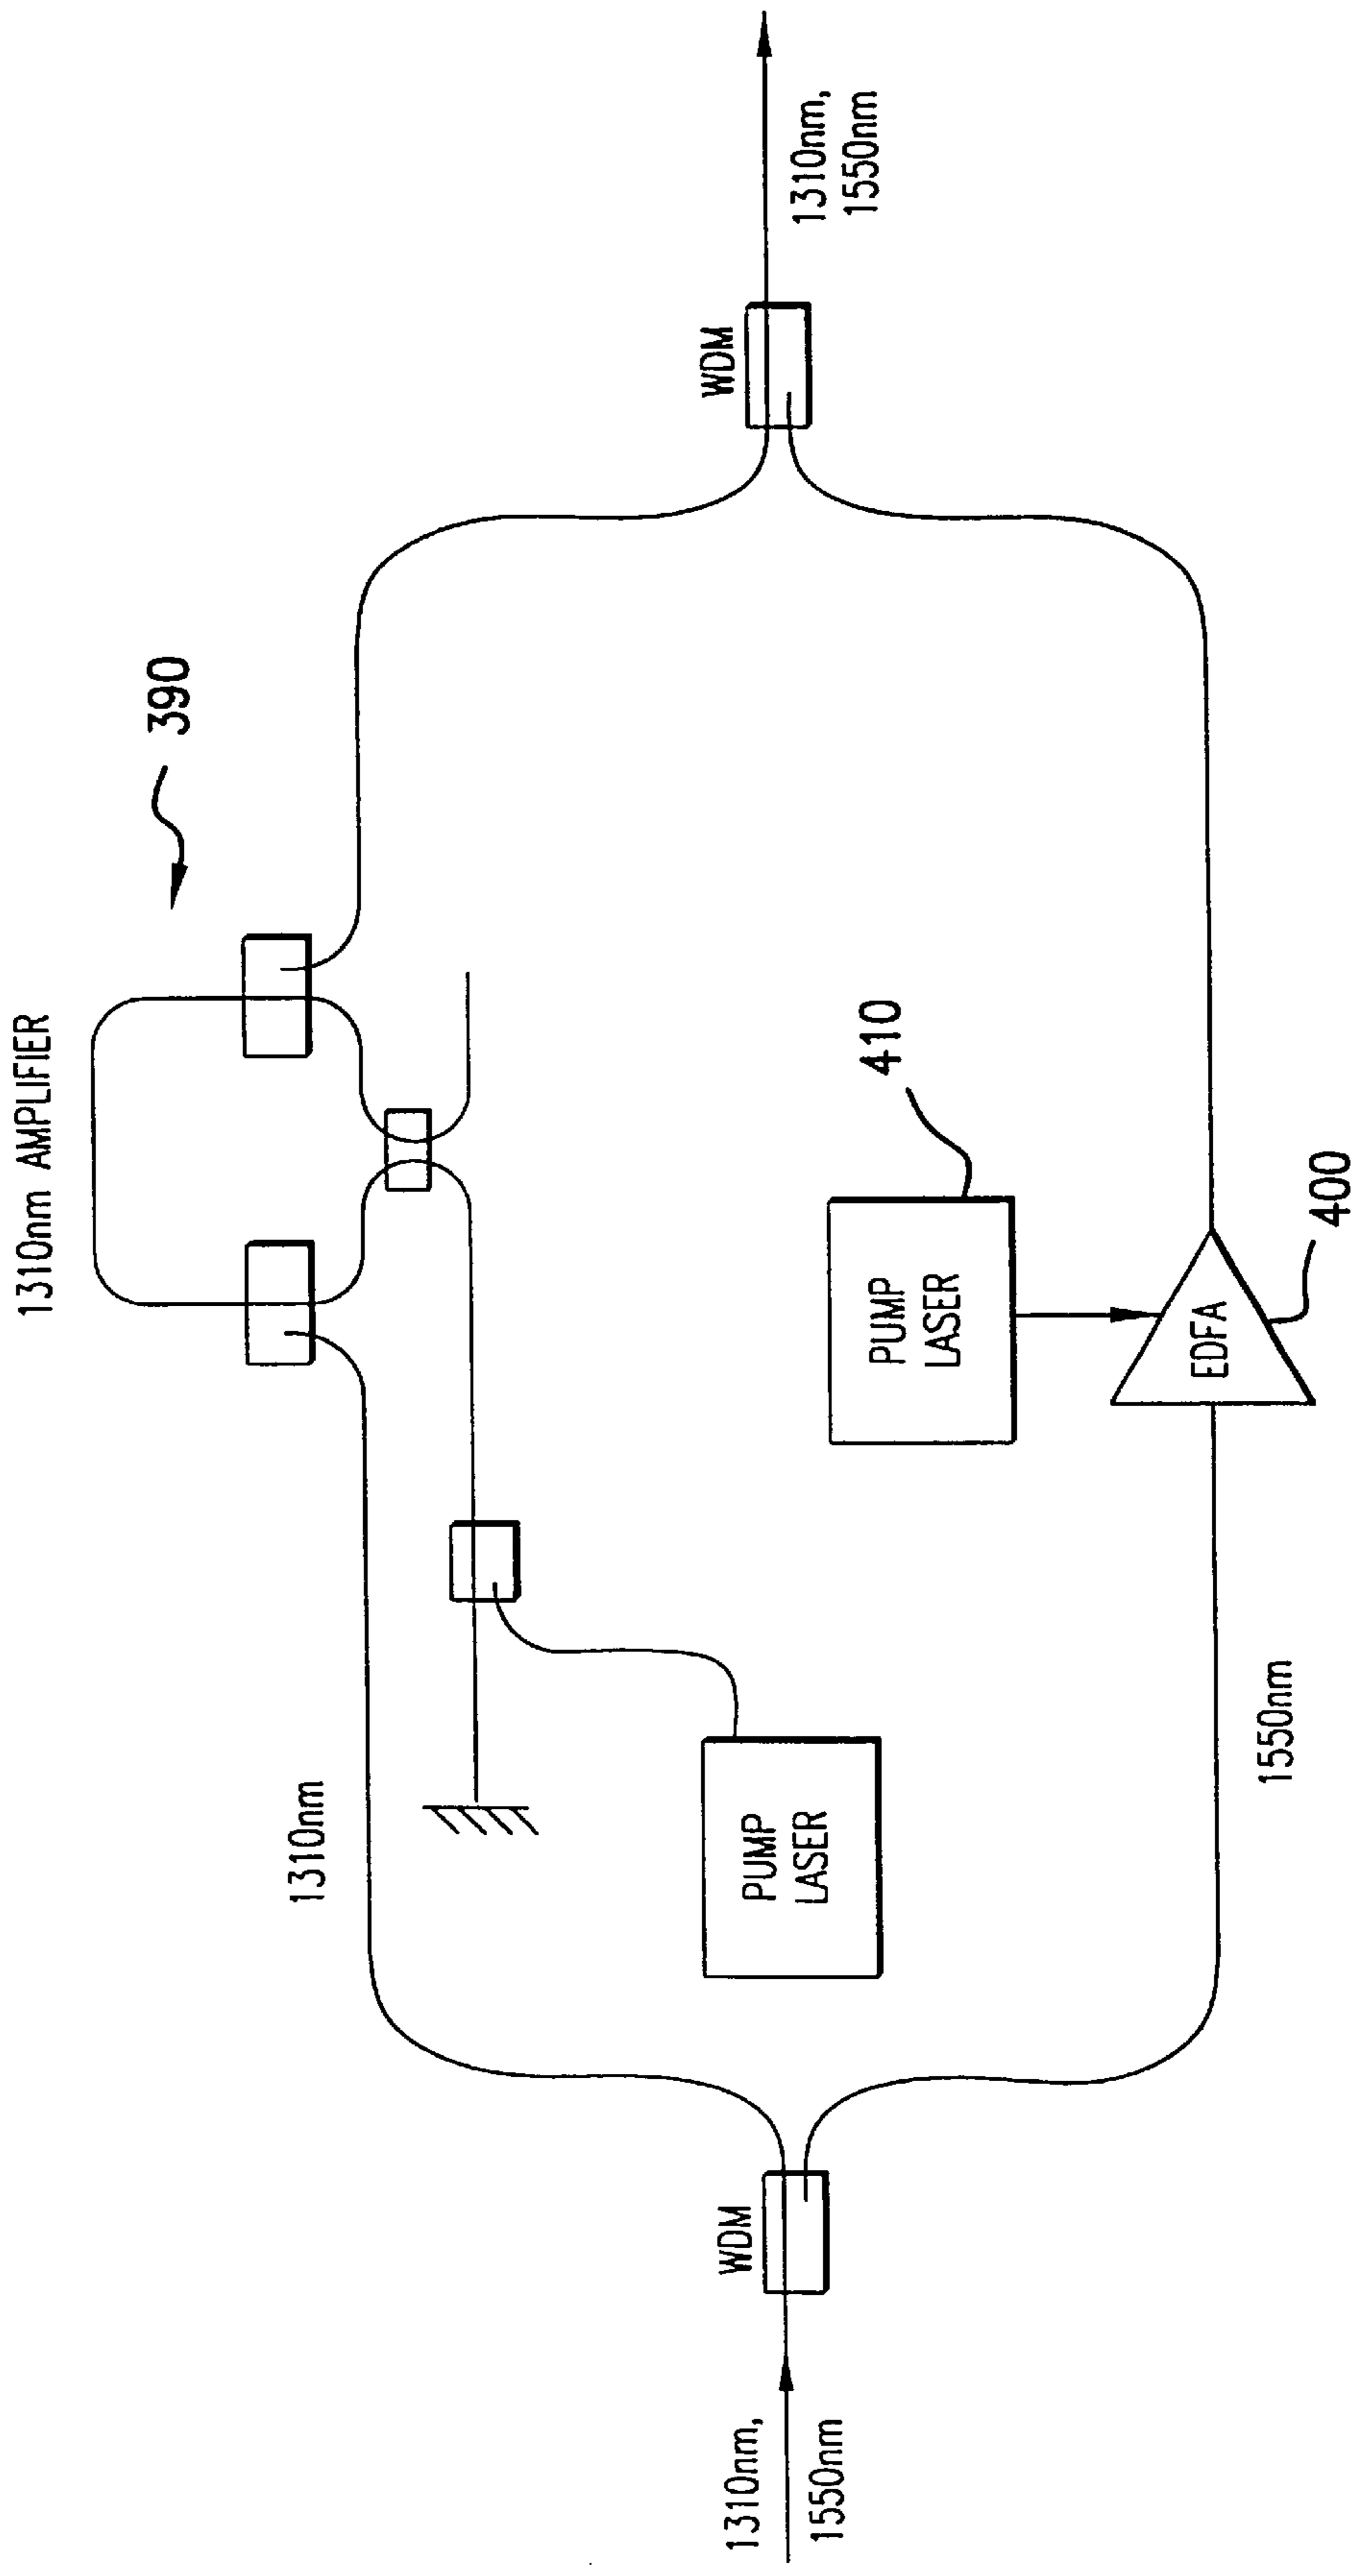 1310nm AMPLIFIER
390
1310nm
PUMP
LASER
410
PUMP
LASER
WDM
1310nm,
1550nm
WDM
1310nm,
1550nm
EDFA
400
1550nm